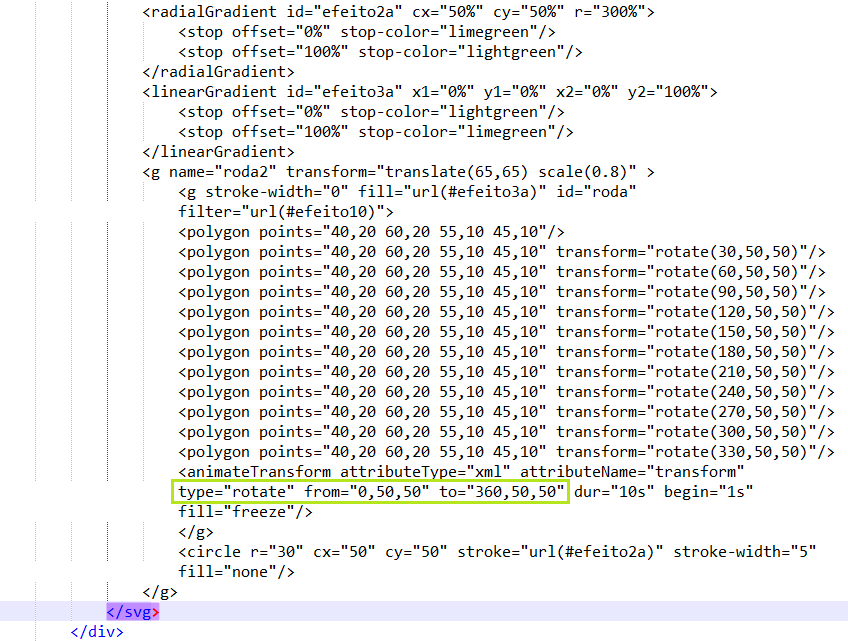 <radialGradient id="efeito2a" cx="50%" cy="50%" r="300%">
<stop offset="0%" stop-color="limegreen"/>
<stop offset="100%" stop-color="lightgreen"/>
</radialGradient>
<linearGradient id="efeito3a" x1="0%" y1="0%" x2="0%" y2="100%">
<stop offset="0%" stop-color="lightgreen"/>
<stop offset="100%" stop-color="limegreen"/>
</linearGradient>
<g name="roda2" transform="translate(65,65) scale(0.8)" >
<g stroke-width="0" fill="url(#efeito3a)" id="roda"
filter="url(#efeito10)">
<polygon points="40,20 60,20 55,10 45,10"/>
<polygon points="40,20 60,20 55,10 45,10" transform="rotate(30,50,50)"/>
<polygon points="40,20 60,20 55,10 45,10" transform="rotate(60,50,50)"/>
<polygon points="40,20 60,20 55,10 45,10" transform="rotate(90,50,50)"/>
<polygon points="40,20 60,20 55,10 45,10" transform="rotate(120,50,50)"/>
<polygon points="40,20 60,20 55,10 45,10" transform="rotate(150,50,50)"/>
<polygon points="40,20 60,20 55,10 45,10" transform="rotate(180,50,50)"/>
<polygon points="40,20 60,20 55,10 45,10" transform="rotate(210,50,50)"/>
<polygon points="40,20 60,20 55,10 45,10" transform="rotate(240,50,50)"/>
<polygon points="40,20 60,20 55,10 45,10" transform="rotate(270,50,50)"/>
<polygon points="40,20 60,20 55,10 45,10" transform="rotate(300,50,50)"/>
<polygon points="40,20 60,20 55,10 45,10" transform="rotate(330,50,50)"/>
<animateTransform attributeType="xml" attributeName="transform"
type="rotate" from="0,50,50" to="360,50,50" dur="10s" begin="1s"
fill="freeze"/>
</g>
<circle r="30" cx="50" cy="50" stroke="url(#efeito2a)" stroke-width="5"
fill="none"/>
</g>
</svg>
</div>